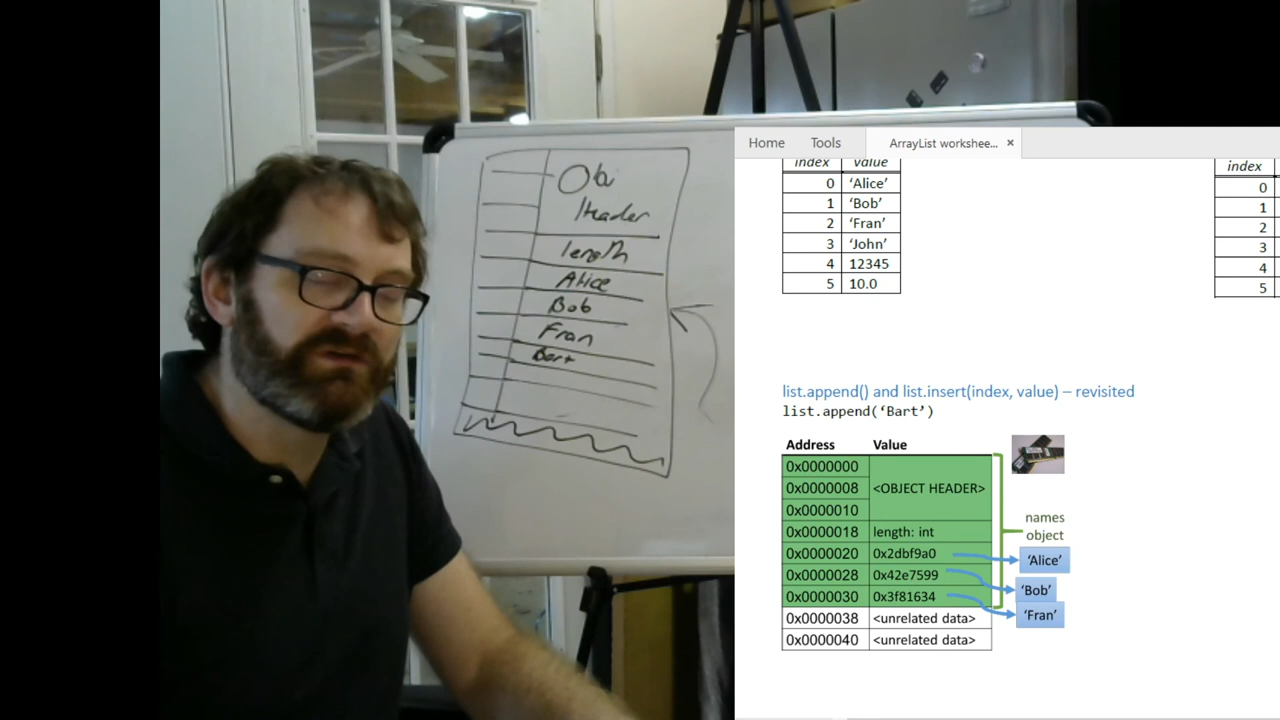 Obj
Header
length
Alice
Bob
Fran
Bart
Home Tools ArrayList workshee... ×
index value
0 ‘Alice’
1 ‘Bob’
2 ‘Fran’
3 ‘John’
4 12345
5 10.0
index
0
1
2
3
4
5
list.append() and list.insert(index, value) – revisited
list.append(‘Bart’)
Address Value
0x0000000
0x0000008 <OBJECT HEADER>
0x0000010
0x0000018 length: int
0x0000020 0x2dbf9a0
0x0000028 0x42e7599
0x0000030 0x3f81634
0x0000038 <unrelated data>
0x0000040 <unrelated data>
names
object
‘Alice’
‘Bob’
‘Fran’